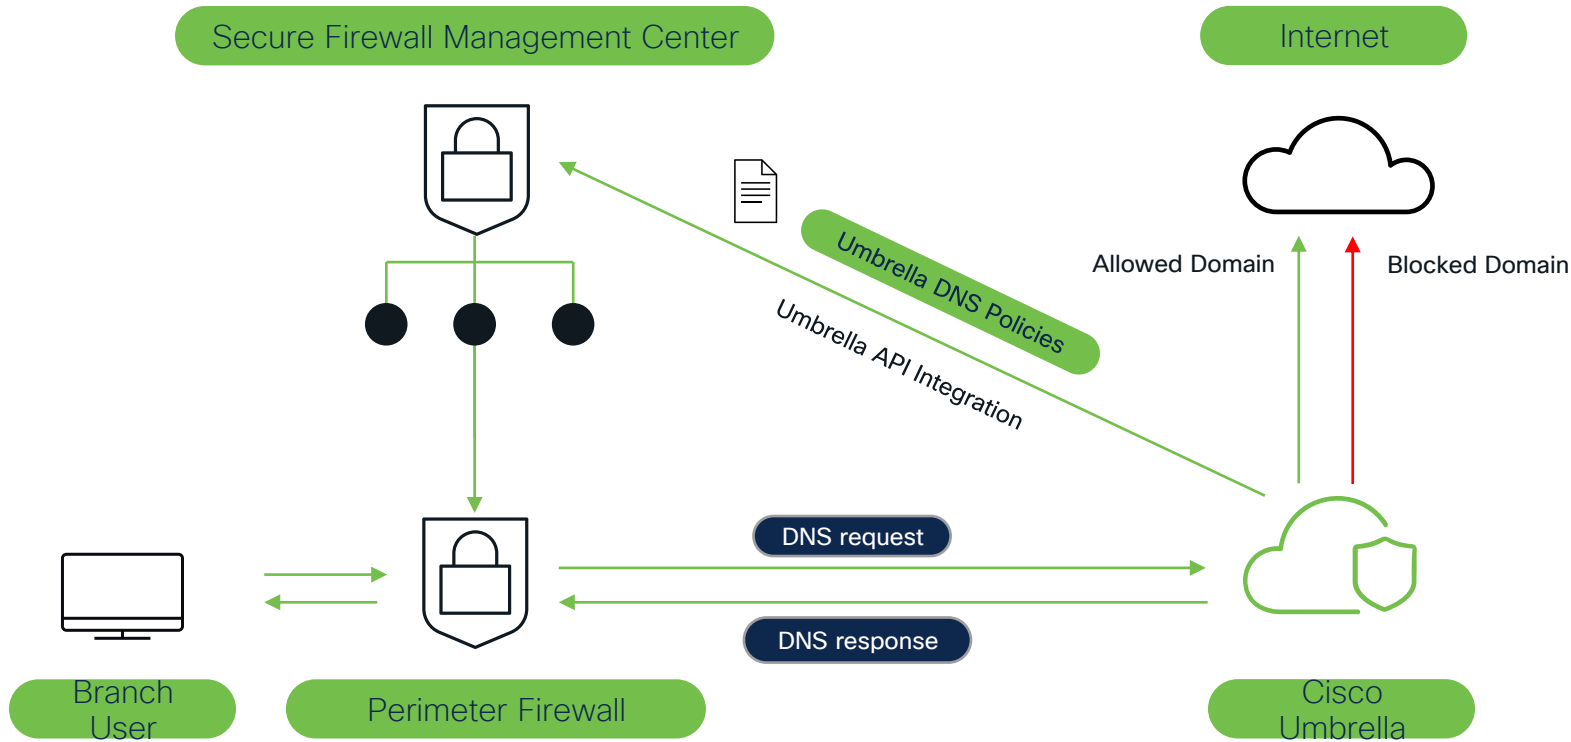 Secure Firewall Management Center
Internet
Umbrella DNS Policies
Umbrella API Integration
Allowed Domain
Blocked Domain
DNS request
DNS response
Branch
User
Perimeter Firewall
Cisco
Umbrella